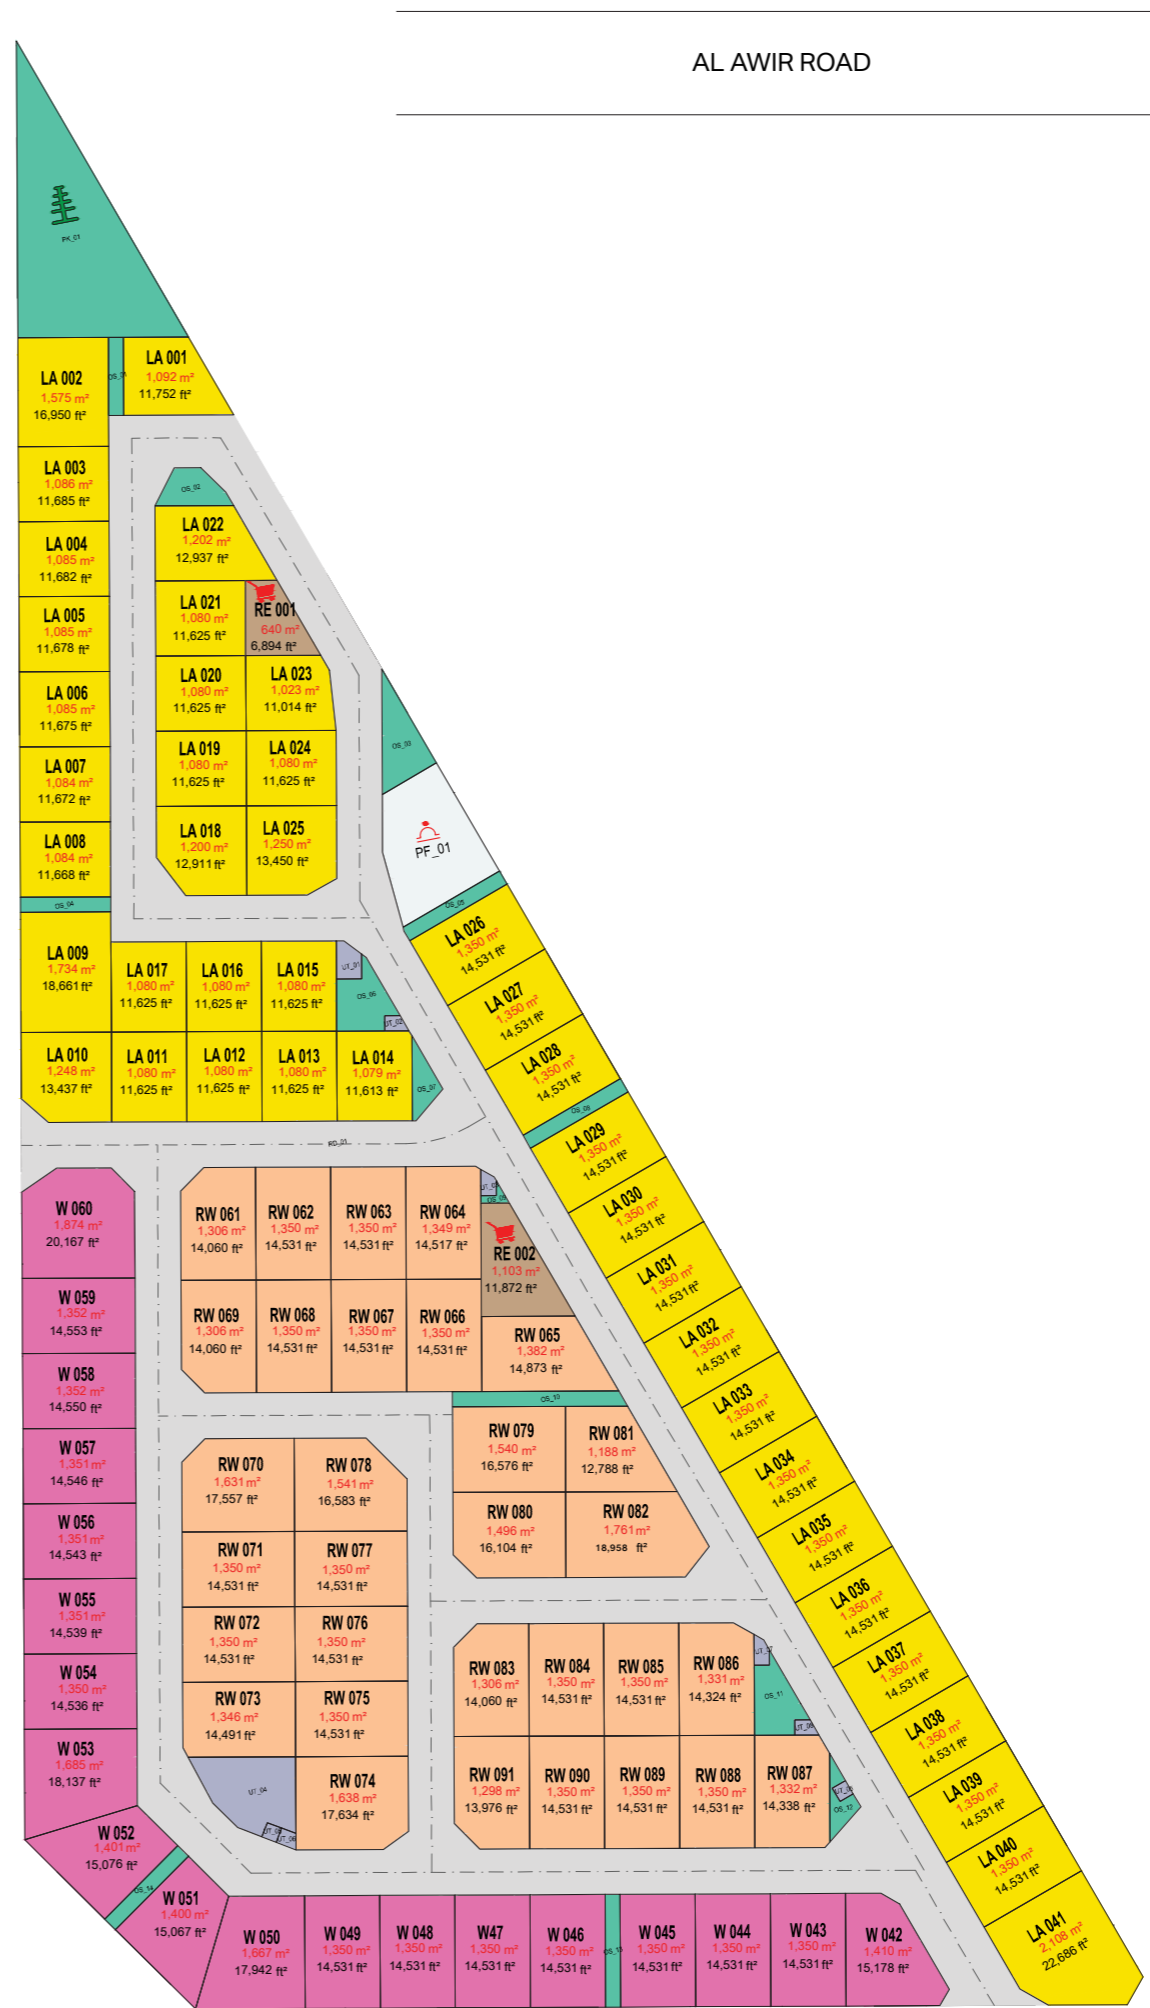 AL AWIR ROAD
PK_01
LA 001
1,092 m²
11,752 ft²
LA 002
1,575 m²
16,950 ft²
LA 003
1,086 m²
11,685 ft²
LA 004
1,085 m²
11,682 ft²
LA 005
1,085 m²
11,678 ft²
LA 006
1,085 m²
11,675 ft²
LA 007
1,084 m²
11,672 ft²
LA 008
1,084 m²
11,668 ft²
OS_04
LA 009
1,734 m²
18,661 ft²
LA 010
1,248 m²
13,437 ft²
OS_02
LA 022
1,202 m²
12,937 ft²
LA 021
1,080 m²
11,625 ft²
RE 001
640 m²
6,894 ft²
LA 020
1,080 m²
11,625 ft²
LA 023
1,023 m²
11,014 ft²
LA 019
1,080 m²
11,625 ft²
LA 024
1,080 m²
11,625 ft²
LA 018
1,200 m²
12,911 ft²
LA 025
1,250 m²
13,450 ft²
OS_03
PF_01
OS_05
LA 017
1,080 m²
11,625 ft²
LA 016
1,080 m²
11,625 ft²
LA 015
1,080 m²
11,625 ft²
UT_01
OS_06
UT_02
LA 011
1,080 m²
11,625 ft²
LA 012
1,080 m²
11,625 ft²
LA 013
1,080 m²
11,625 ft²
LA 014
1,079 m²
11,613 ft²
OS_07
LA 026
1,350 m²
14,531 ft²
LA 027
1,350 m²
14,531 ft²
LA 028
1,350 m²
14,531 ft²
OS_08
LA 029
1,350 m²
14,531 ft²
LA 030
1,350 m²
14,531 ft²
LA 031
1,350 m²
14,531 ft²
LA 032
1,350 m²
14,531 ft²
LA 033
1,350 m²
14,531 ft²
LA 034
1,350 m²
14,531 ft²
LA 035
1,350 m²
14,531 ft²
LA 036
1,350 m²
14,531 ft²
LA 037
1,350 m²
14,531 ft²
LA 038
1,350 m²
14,531 ft²
LA 039
1,350 m²
14,531 ft²
LA 040
1,350 m²
14,531 ft²
LA 041
2,108 m²
22,686 ft²
RD_01
W 060
1,874 m²
20,167 ft²
W 059
1,352 m²
14,553 ft²
W 058
1,352 m²
14,550 ft²
W 057
1,351 m²
14,546 ft²
W 056
1,351 m²
14,543 ft²
W 055
1,351 m²
14,539 ft²
W 054
1,350 m²
14,536 ft²
W 053
1,685 m²
18,137 ft²
W 052
1,401 m²
15,076 ft²
OS_14
W 051
1,400 m²
15,067 ft²
RW 061
1,306 m²
14,060 ft²
RW 062
1,350 m²
14,531 ft²
RW 063
1,350 m²
14,531 ft²
RW 064
1,349 m²
14,517 ft²
RE 002
1,103 m²
11,872 ft²
RW 069
1,306 m²
14,060 ft²
RW 068
1,350 m²
14,531 ft²
RW 067
1,350 m²
14,531 ft²
RW 066
1,350 m²
14,531 ft²
RW 065
1,382 m²
14,873 ft²
OS_10
RW 070
1,631 m²
17,557 ft²
RW 078
1,541 m²
16,583 ft²
RW 071
1,350 m²
14,531 ft²
RW 077
1,350 m²
14,531 ft²
RW 072
1,350 m²
14,531 ft²
RW 076
1,350 m²
14,531 ft²
RW 073
1,346 m²
14,491 ft²
RW 075
1,350 m²
14,531 ft²
UT_04
RW 074
1,638 m²
17,634 ft²
RW 079
1,540 m²
16,576 ft²
RW 081
1,188 m²
12,788 ft²
RW 080
1,496 m²
16,104 ft²
RW 082
1,761 m²
18,958 ft²
RW 083
1,306 m²
14,060 ft²
RW 084
1,350 m²
14,531 ft²
RW 085
1,350 m²
14,531 ft²
RW 086
1,331 m²
14,324 ft²
OS_11
RW 091
1,298 m²
13,976 ft²
RW 090
1,350 m²
14,531 ft²
RW 089
1,350 m²
14,531 ft²
RW 088
1,350 m²
14,531 ft²
RW 087
1,332 m²
14,338 ft²
OS_12
W 050
1,667 m²
17,942 ft²
W 049
1,350 m²
14,531 ft²
W 048
1,350 m²
14,531 ft²
W47
1,350 m²
14,531 ft²
W 046
1,350 m²
14,531 ft²
OS_13
W 045
1,350 m²
14,531 ft²
W 044
1,350 m²
14,531 ft²
W 043
1,350 m²
14,531 ft²
W 042
1,410 m²
15,178 ft²